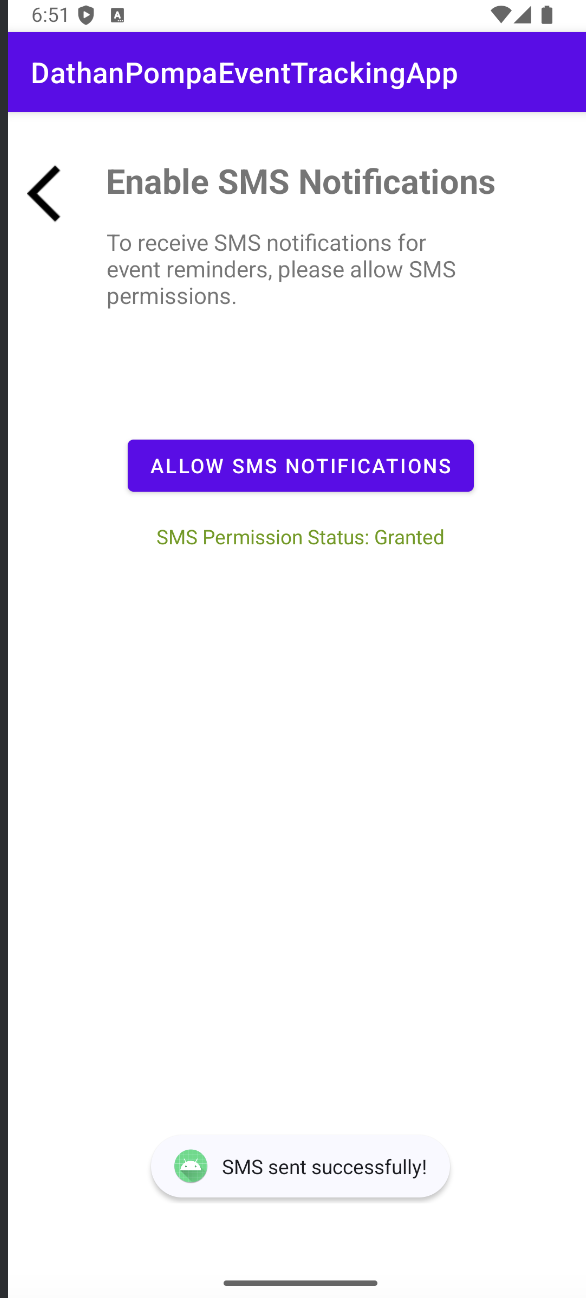 6:51
DathanPompaEventTrackingApp
Enable SMS Notifications
To receive SMS notifications for
event reminders, please allow SMS
permissions.
ALLOW SMS NOTIFICATIONS
SMS Permission Status: Granted
SMS sent successfully!